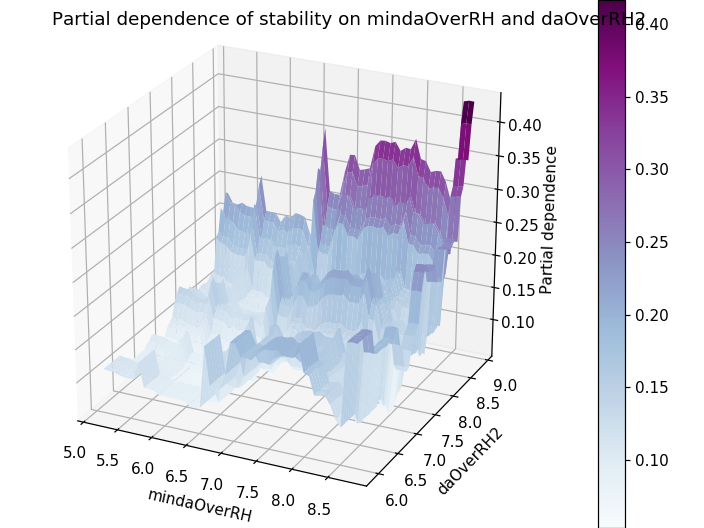 Partial dependence of stability on mindaOverRH and daOverRH2
0.40
0.35
0.30
0.25
0.20
0.15
0.10
Partial dependence
0.40
0.35
0.30
0.25
0.20
0.15
0.10
5.0 5.5 6.0 6.5 7.0 7.5 8.0 8.5
mindaOverRH
6.0 6.5 7.0 7.5 8.0 8.5 9.0
daOverRH2